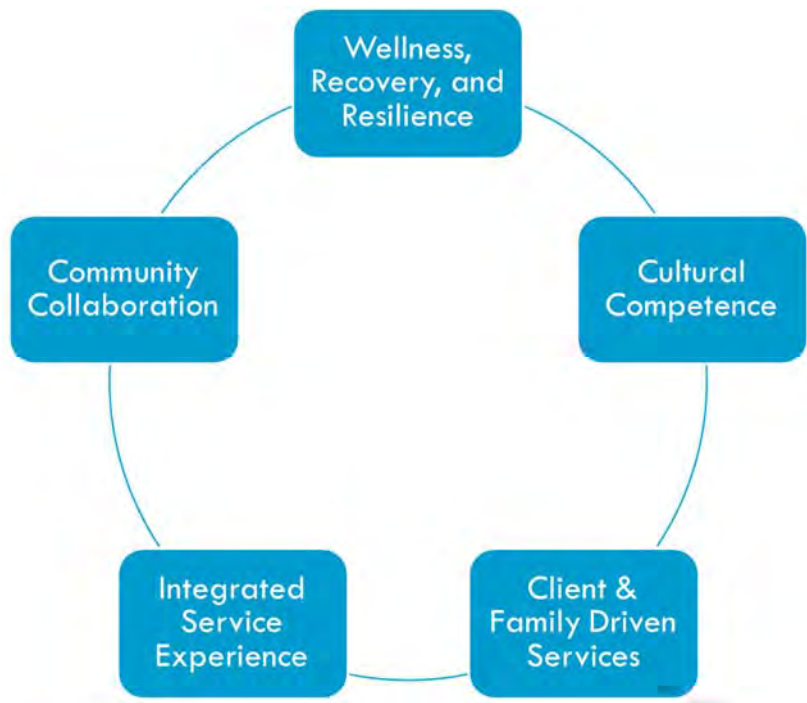 Wellness,
Recovery, and
Resilience
Cultural
Competence
Client &
Family Driven
Services
Integrated
Service
Experience
Community
Collaboration